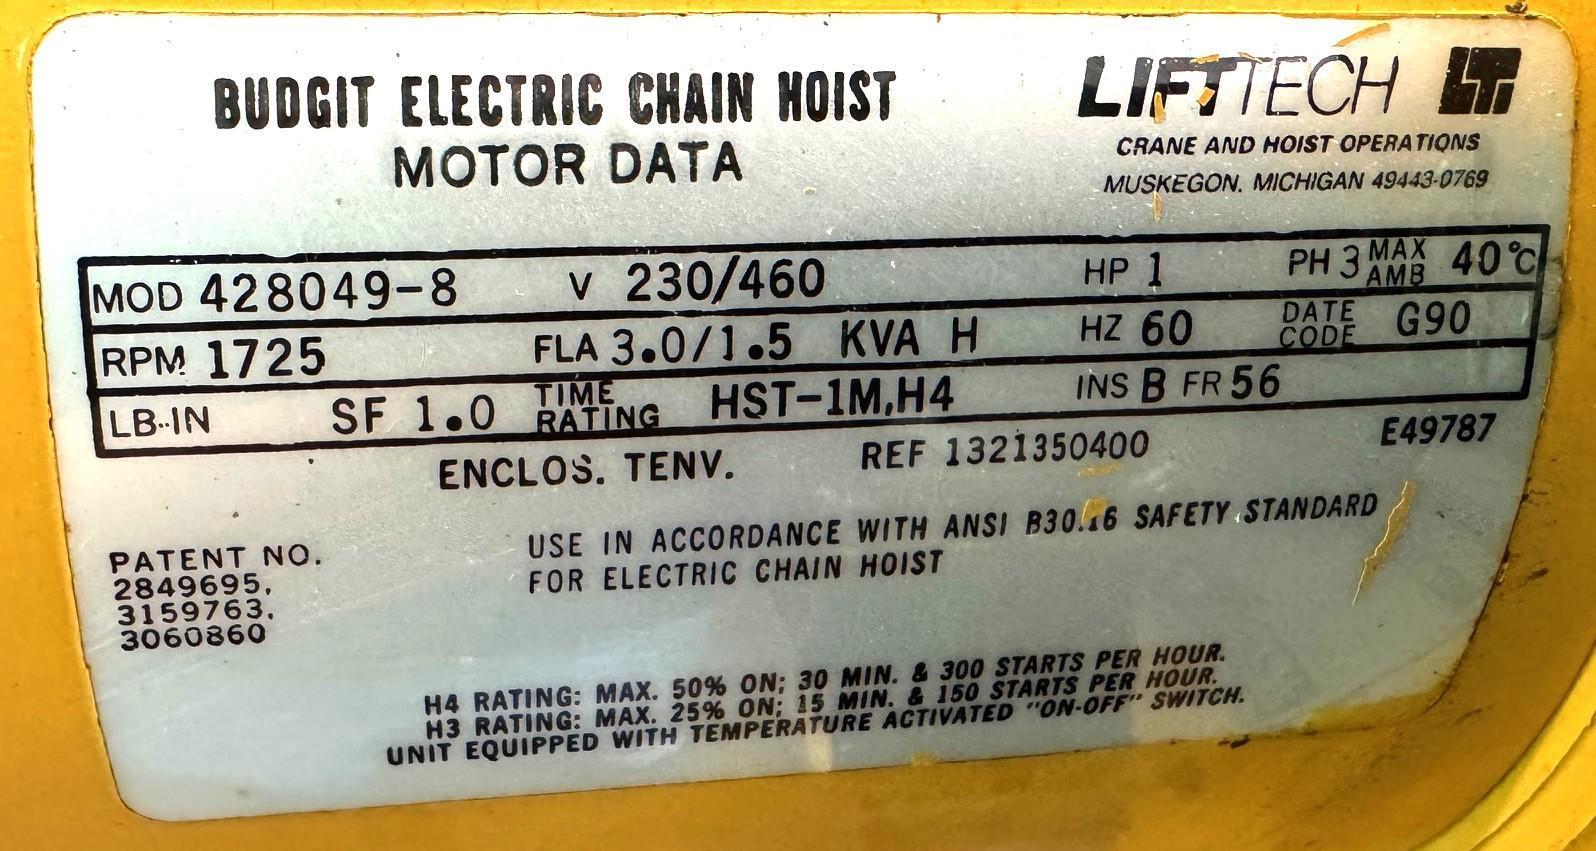 BUDGIT ELECTRIC CHAIN HOIST
MOTOR DATA
LIFTTECH LT
CRANE AND HOIST OPERATIONS
MUSKEGON, MICHIGAN 49443-0769
MOD 428049-8 V 230/460 HP 1 PH 3 MAX AMB 40°C
RPM 1725 FLA 3.0/1.5 KVA H HZ 60 DATE CODE G90
LB-IN SF 1.0 TIME RATING HST-1M,H4 INS B FR 56
ENCLOS. TENV. REF 1321350400 E49787
PATENT NO.
2849695,
3159763,
3060860
USE IN ACCORDANCE WITH ANSI B30.16 SAFETY STANDARD
FOR ELECTRIC CHAIN HOIST
H4 RATING: MAX. 50% ON; 30 MIN. & 300 STARTS PER HOUR.
H3 RATING: MAX. 25% ON; 15 MIN. & 150 STARTS PER HOUR.
UNIT EQUIPPED WITH TEMPERATURE ACTIVATED "ON-OFF" SWITCH.